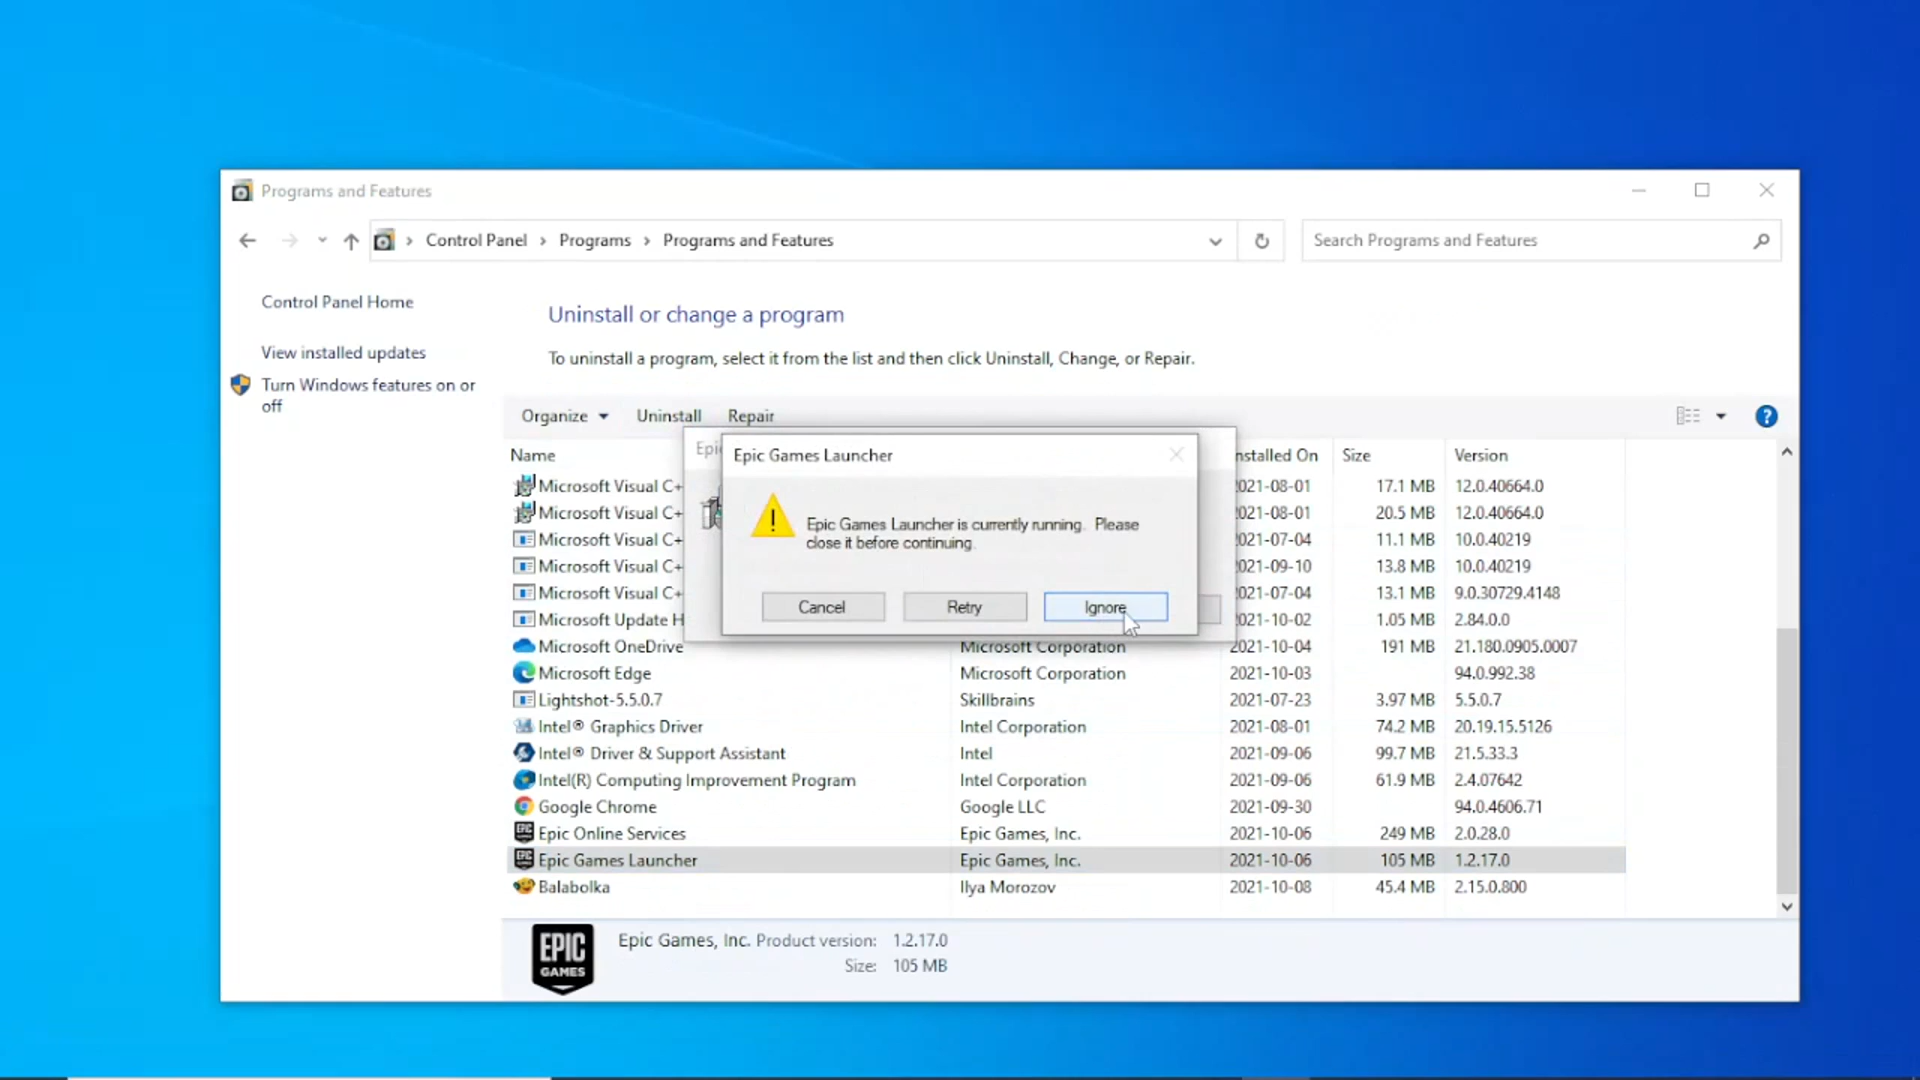 Programs and Features
Control Panel › Programs › Programs and Features
Search Programs and Features
Control Panel Home
View installed updates
Turn Windows features on or
off
Uninstall or change a program
To uninstall a program, select it from the list and then click Uninstall, Change, or Repair.
Organize Uninstall Repair
Epic Games Launcher
Epic Games Launcher is currently running. Please
close it before continuing.
Cancel Retry Ignore
Name Installed On Size Version
Microsoft Visual C+ 2021-08-01 17.1 MB 12.0.40664.0
Microsoft Visual C+ 2021-08-01 20.5 MB 12.0.40664.0
Microsoft Visual C+ 2021-07-04 11.1 MB 10.0.40219
Microsoft Visual C+ 2021-09-10 13.8 MB 10.0.40219
Microsoft Visual C+ 2021-07-04 13.1 MB 9.0.30729.4148
Microsoft Update H 2021-10-02 1.05 MB 2.84.0.0
Microsoft OneDrive Microsoft Corporation 2021-10-04 191 MB 21.180.0905.0007
Microsoft Edge Microsoft Corporation 2021-10-03 94.0.992.38
Lightshot-5.5.0.7 Skillbrains 2021-07-23 3.97 MB 5.5.0.7
Intel® Graphics Driver Intel Corporation 2021-08-01 74.2 MB 20.19.15.5126
Intel® Driver & Support Assistant Intel 2021-09-06 99.7 MB 21.5.33.3
Intel(R) Computing Improvement Program Intel Corporation 2021-09-06 61.9 MB 2.4.07642
Google Chrome Google LLC 2021-09-30 94.0.4606.71
Epic Online Services Epic Games, Inc. 2021-10-06 249 MB 2.0.28.0
Epic Games Launcher Epic Games, Inc. 2021-10-06 105 MB 1.2.17.0
Balabolka Ilya Morozov 2021-10-08 45.4 MB 2.15.0.800
EPIC
GAMES
Epic Games, Inc. Product version: 1.2.17.0
Size: 105 MB